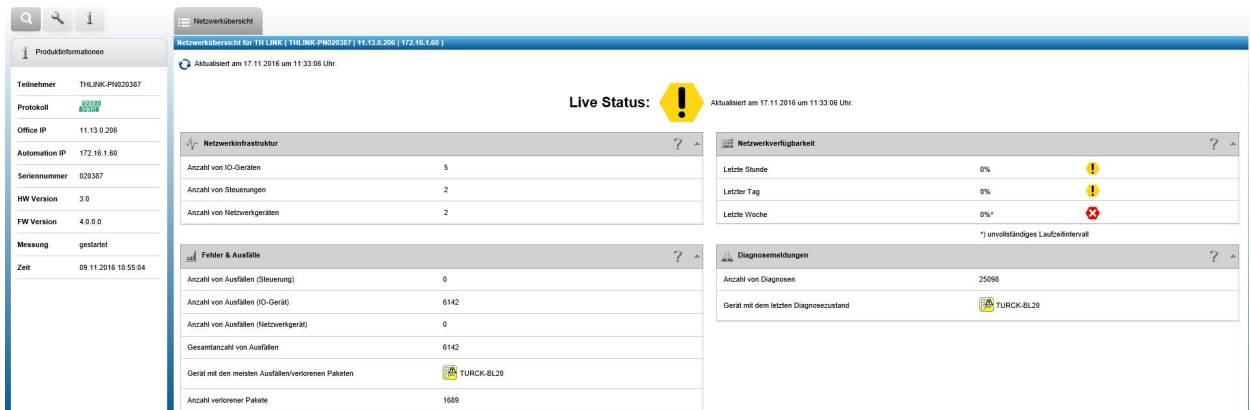 Netzwerkübersicht
Netzwerkübersicht für TH LINK ( THLINK-PN020387 | 11.13.0.206 | 172.16.1.60 )
Aktualisiert am 17.11.2016 um 11:33:06 Uhr.
Produktinformationen
Teilnehmer THLINK-PN020387
Protokoll
Office IP 11.13.0.206
Automation IP 172.16.1.60
Seriennummer 020387
HW Version 3.0
FW Version 4.0.0.0
Messung gestartet
Zeit 09.11.2016 18:55:04
Live Status: Aktualisiert am 17.11.2016 um 11:33:06 Uhr.
Netzwerkinfrastruktur ?
Anzahl von IO-Geräten 5
Anzahl von Steuerungen 2
Anzahl von Netzwerkgeräten 2
Netzwerkverfügbarkeit ?
Letzte Stunde 0%
Letzter Tag 0%
Letzte Woche 0%*
*) unvollständiges Laufzeitintervall
Fehler & Ausfälle ?
Anzahl von Ausfällen (Steuerung) 0
Anzahl von Ausfällen (IO-Gerät) 6142
Anzahl von Ausfällen (Netzwerkgerät) 0
Gesamtanzahl von Ausfällen 6142
Gerät mit den meisten Ausfällen/verlorenen Paketen TURCK-BL20
Anzahl verlorener Pakete 1689
Diagnosemeldungen ?
Anzahl von Diagnosen 25098
Gerät mit dem letzten Diagnosezustand TURCK-BL20